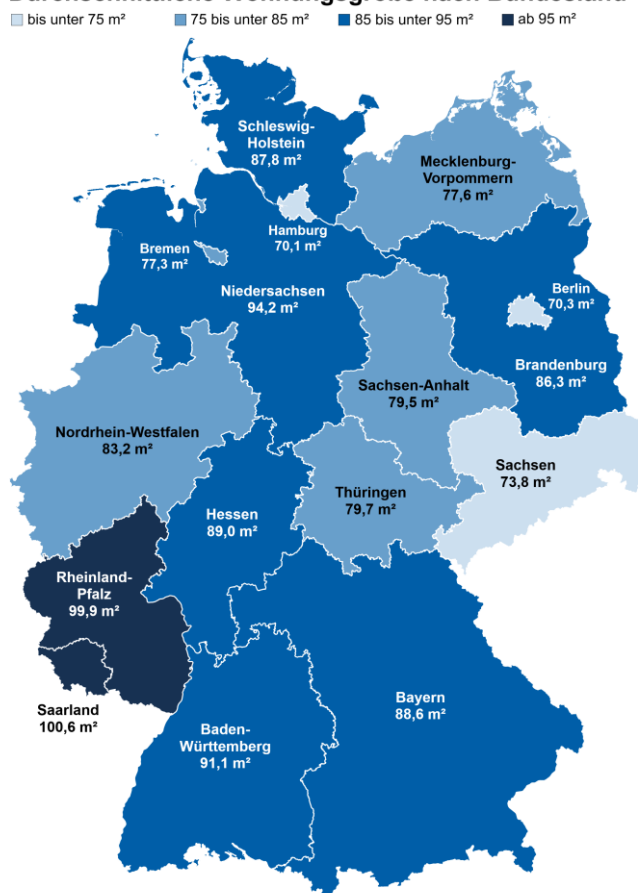 bis unter 75 m²
75 bis unter 85 m²
85 bis unter 95 m²
ab 95 m²
Schleswig-
Holstein
87,8 m²
Mecklenburg-
Vorpommern
77,6 m²
Hamburg
70,1 m²
Bremen
77,3 m²
Niedersachsen
94,2 m²
Berlin
70,3 m²
Brandenburg
86,3 m²
Sachsen-Anhalt
79,5 m²
Nordrhein-Westfalen
83,2 m²
Sachsen
73,8 m²
Thüringen
79,7 m²
Hessen
89,0 m²
Rheinland-
Pfalz
99,9 m²
Saarland
100,6 m²
Bayern
88,6 m²
Baden-
Württemberg
91,1 m²